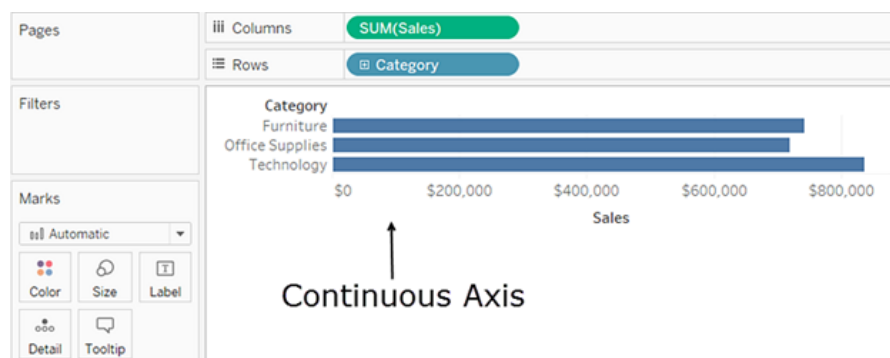 Pages
Columns
SUM(Sales)
Rows
Category
Filters
Category
Furniture
Office Supplies
Technology
$0 $200,000 $400,000 $600,000 $800,000
Sales
Marks
Automatic
Color Size Label
Detail Tooltip
Continuous Axis